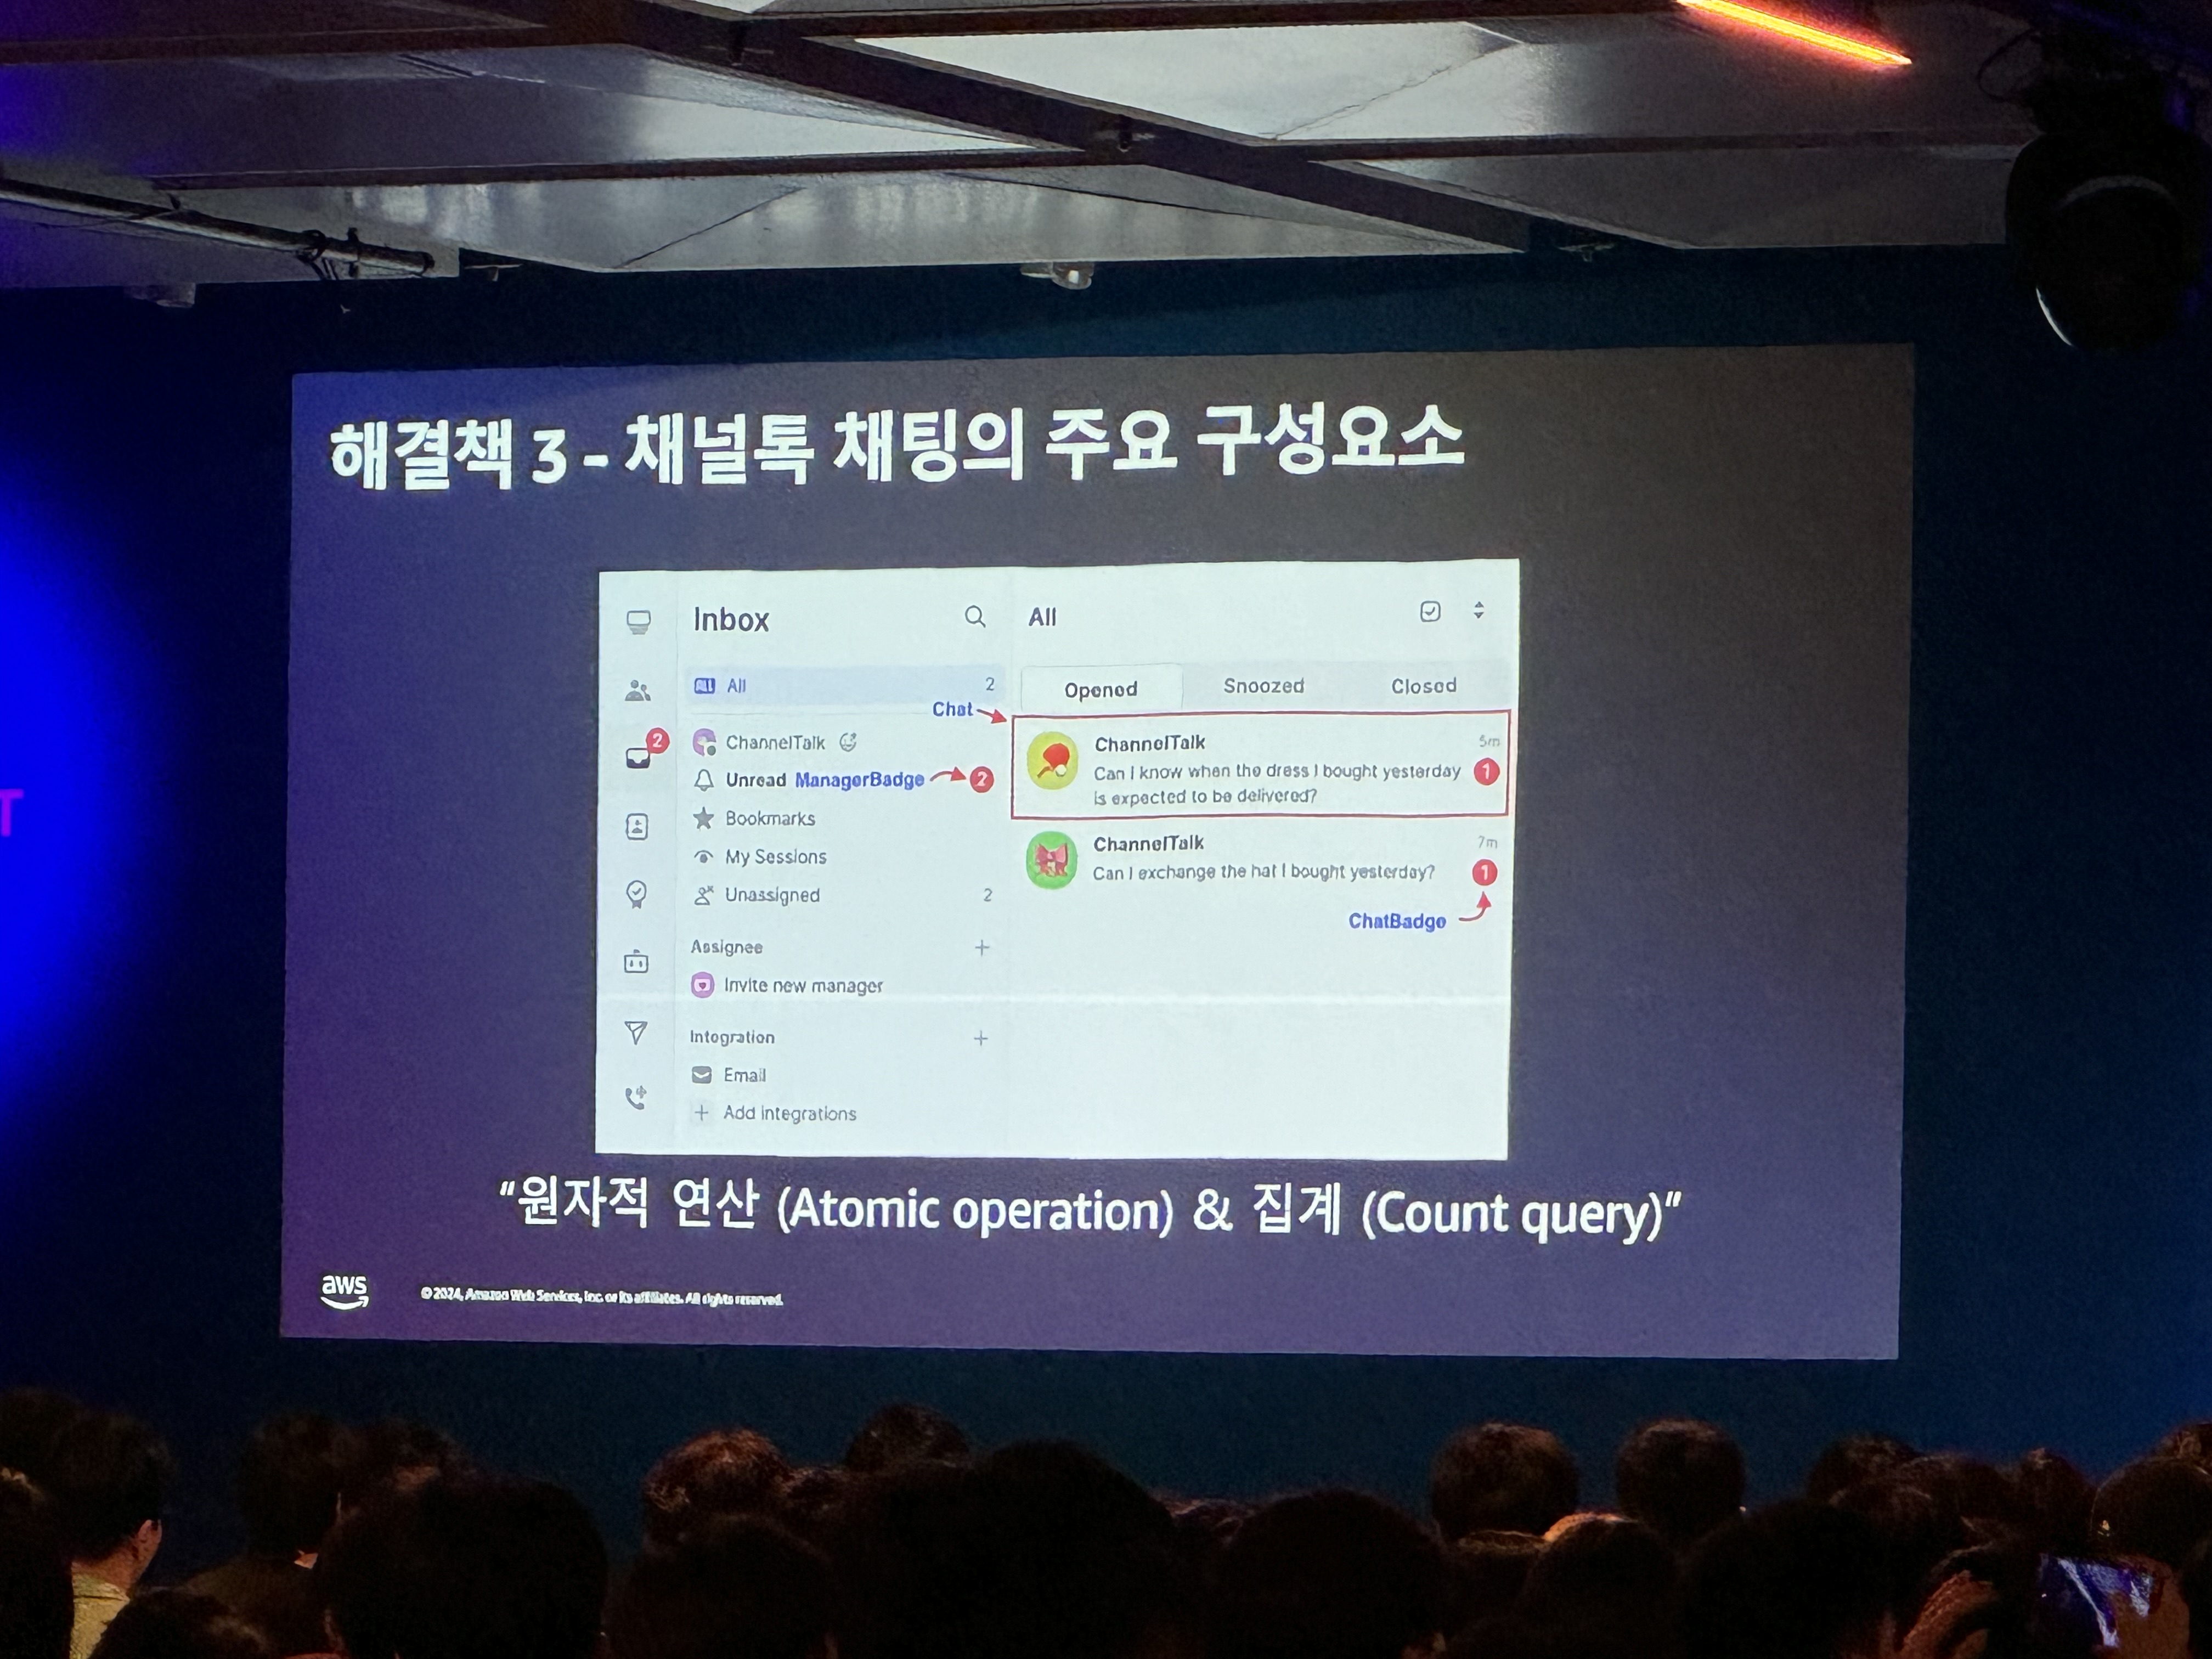 해결책 3 - 채널톡 채팅의 주요 구성요소
Inbox
All
All 2
Chat
Opened Snoozed Closed
2
ChannelTalk
Unread ManagerBadge 2
Bookmarks
My Sessions
Unassigned 2
Assignee
Invite new manager
Integration
Email
Add integrations
ChannelTalk 5m
Can I know when the dress I bought yesterday 1
is expected to be delivered?
ChannelTalk 7m
Can I exchange the hat I bought yesterday? 1
ChatBadge
“원자적 연산 (Atomic operation) & 집계 (Count query)”
aws
© 2024, Amazon Web Services, Inc. or its affiliates. All rights reserved.
T